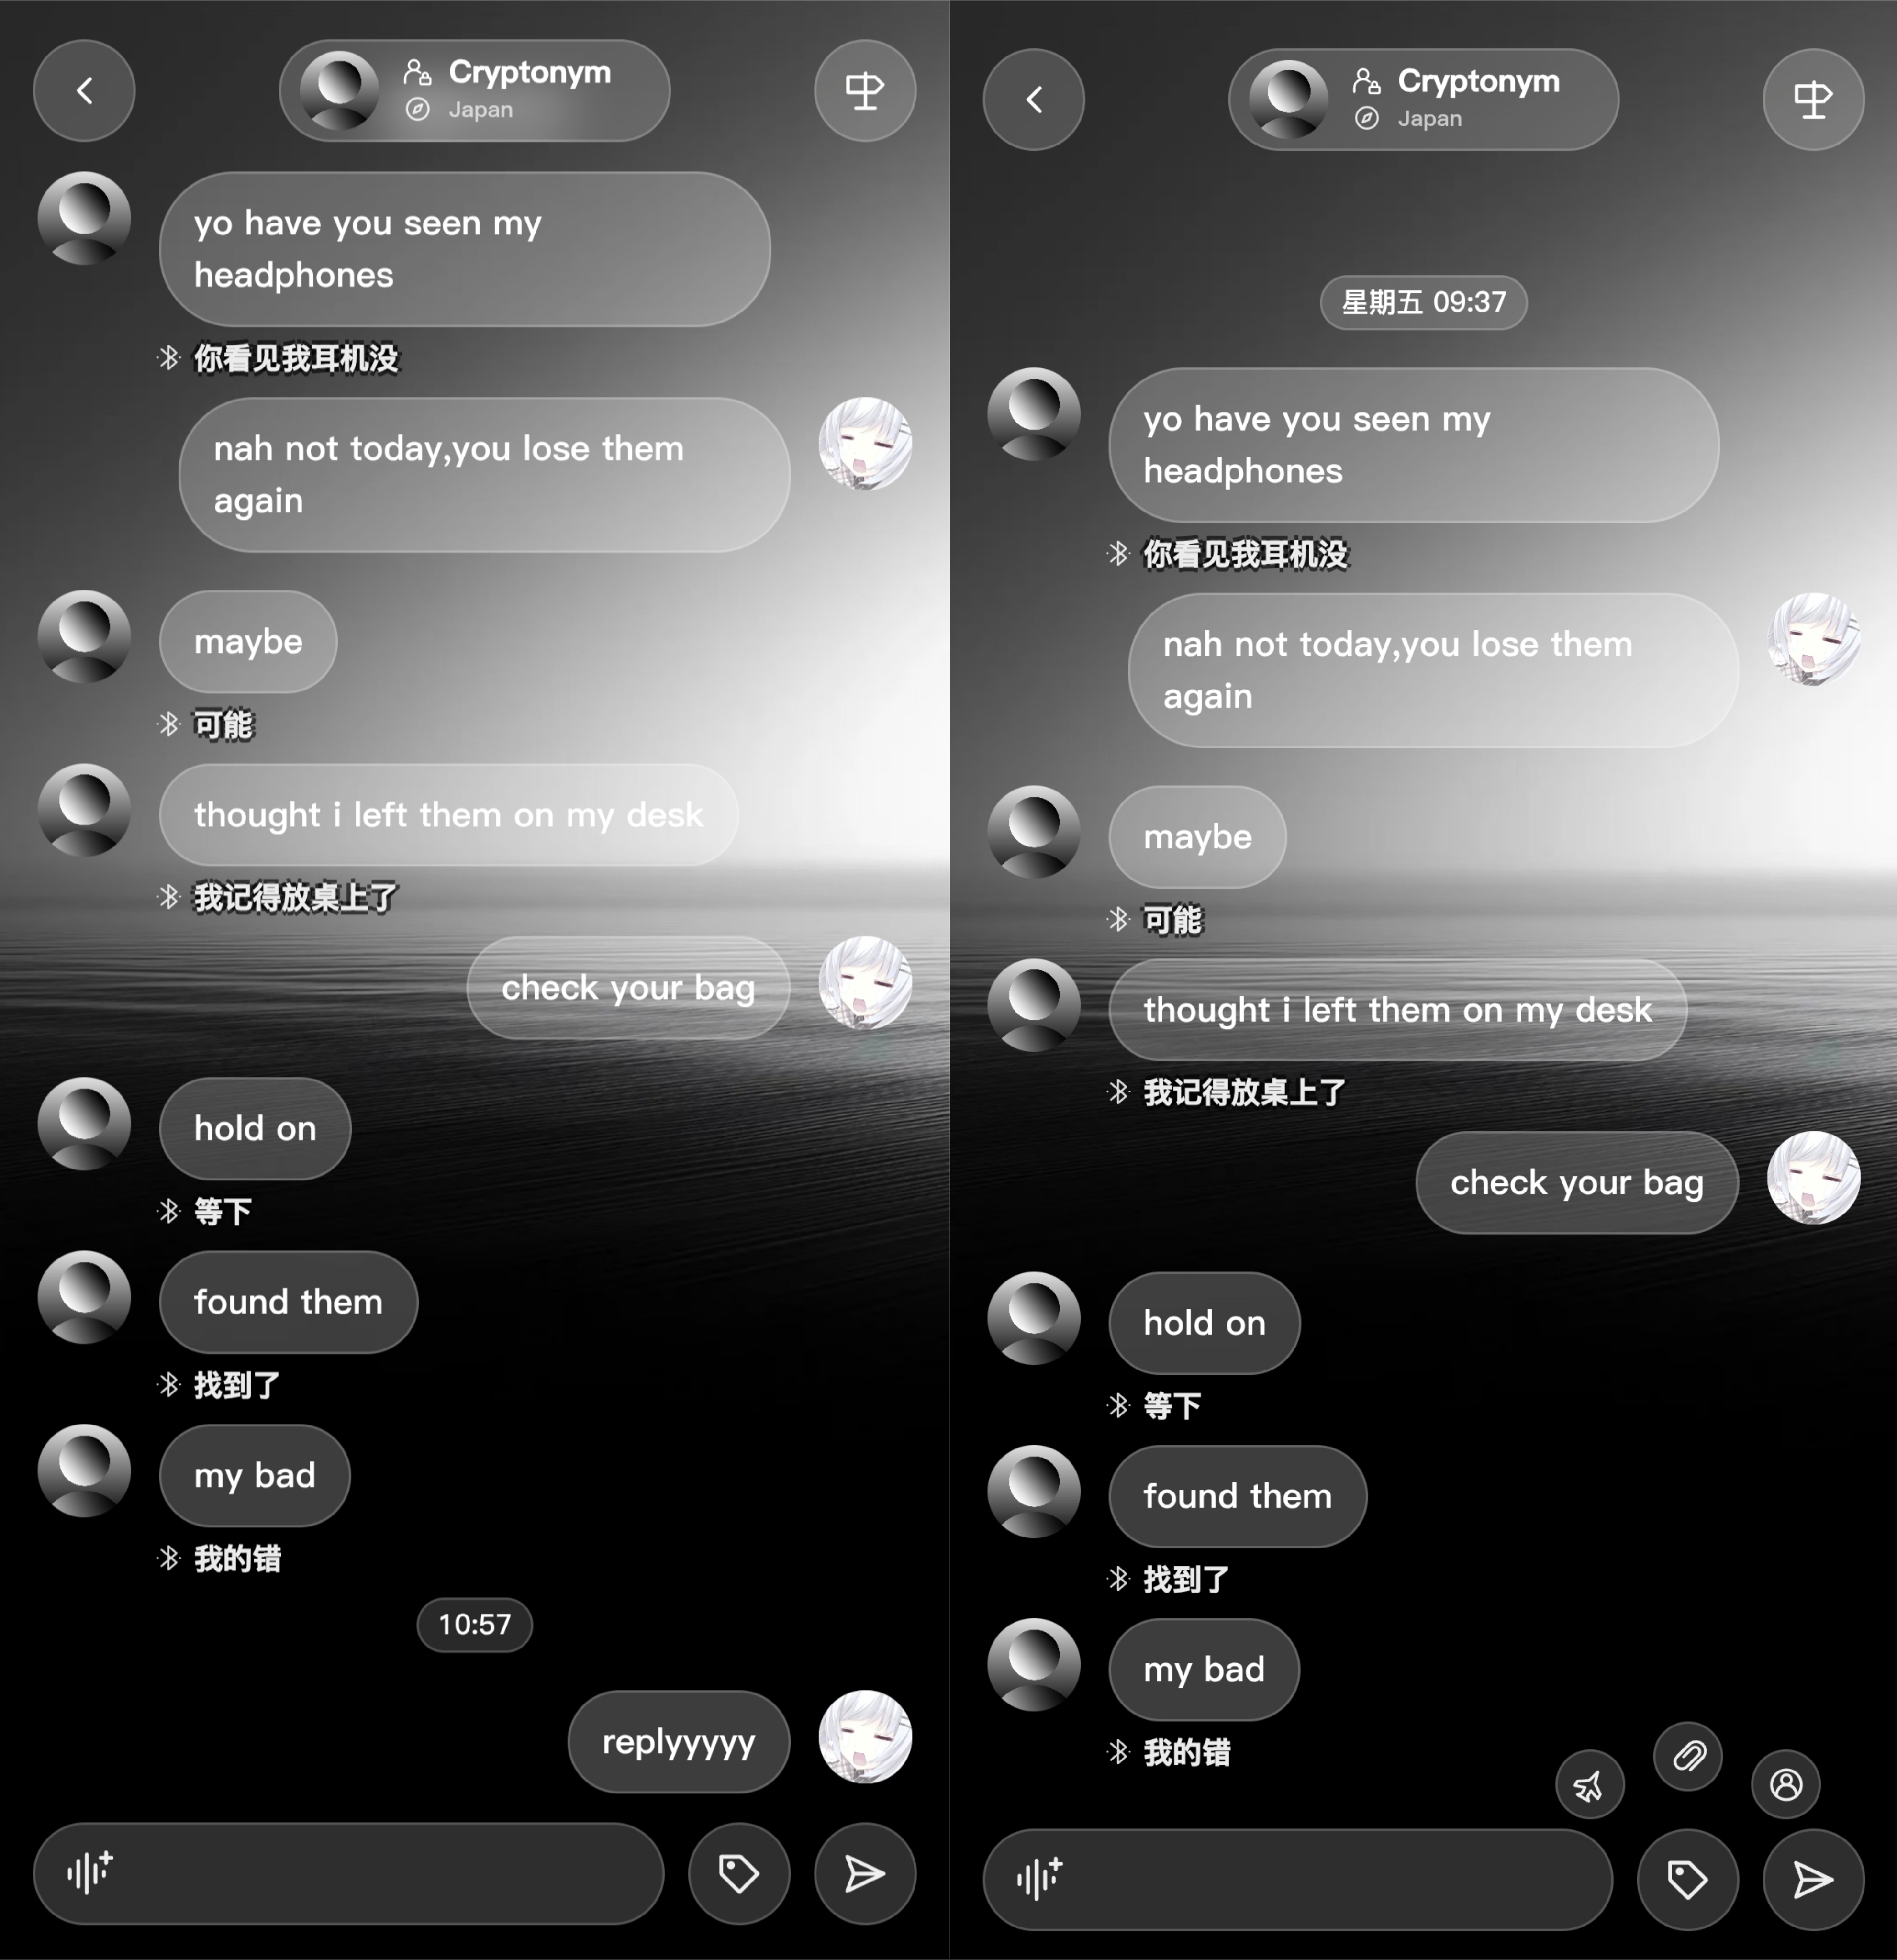 Cryptonym
Japan
yo have you seen my
headphones
你看见我耳机没
nah not today,you lose them
again
maybe
可能
thought i left them on my desk
我记得放桌上了
check your bag
hold on
等下
found them
找到了
my bad
我的错
10:57
replyyyyy
Cryptonym
Japan
星期五 09:37
yo have you seen my
headphones
你看见我耳机没
nah not today,you lose them
again
maybe
可能
thought i left them on my desk
我记得放桌上了
check your bag
hold on
等下
found them
找到了
my bad
我的错